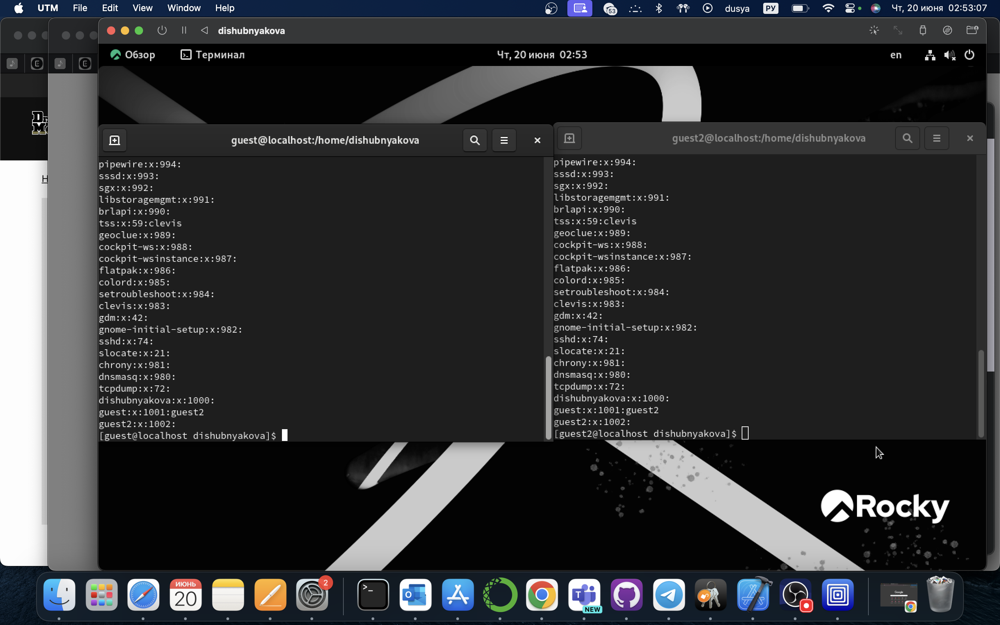 UTM File Edit View Window Help 53 dusya РУ Чт, 20 июня 02:53:07
dishubnyakova
Обзор Терминал Чт, 20 июня 02:53 en
guest@localhost:/home/dishubnyakova
pipewire:x:994:
sssd:x:993:
sgx:x:992:
libstoragemgmt:x:991:
brlapi:x:990:
tss:x:59:clevis
geoclue:x:989:
cockpit-ws:x:988:
cockpit-wsinstance:x:987:
flatpak:x:986:
colord:x:985:
setroubleshoot:x:984:
clevis:x:983:
gdm:x:42:
gnome-initial-setup:x:982:
sshd:x:74:
slocate:x:21:
chrony:x:981:
dnsmasq:x:980:
tcpdump:x:72:
dishubnyakova:x:1000:
guest:x:1001:guest2
guest2:x:1002:
[guest@localhost dishubnyakova]$
guest2@localhost:/home/dishubnyakova
pipewire:x:994:
sssd:x:993:
sgx:x:992:
libstoragemgmt:x:991:
brlapi:x:990:
tss:x:59:clevis
geoclue:x:989:
cockpit-ws:x:988:
cockpit-wsinstance:x:987:
flatpak:x:986:
colord:x:985:
setroubleshoot:x:984:
clevis:x:983:
gdm:x:42:
gnome-initial-setup:x:982:
sshd:x:74:
slocate:x:21:
chrony:x:981:
dnsmasq:x:980:
tcpdump:x:72:
dishubnyakova:x:1000:
guest:x:1001:guest2
guest2:x:1002:
[guest2@localhost dishubnyakova]$
Rocky
ИЮНЬ
20
2
NEW
Google